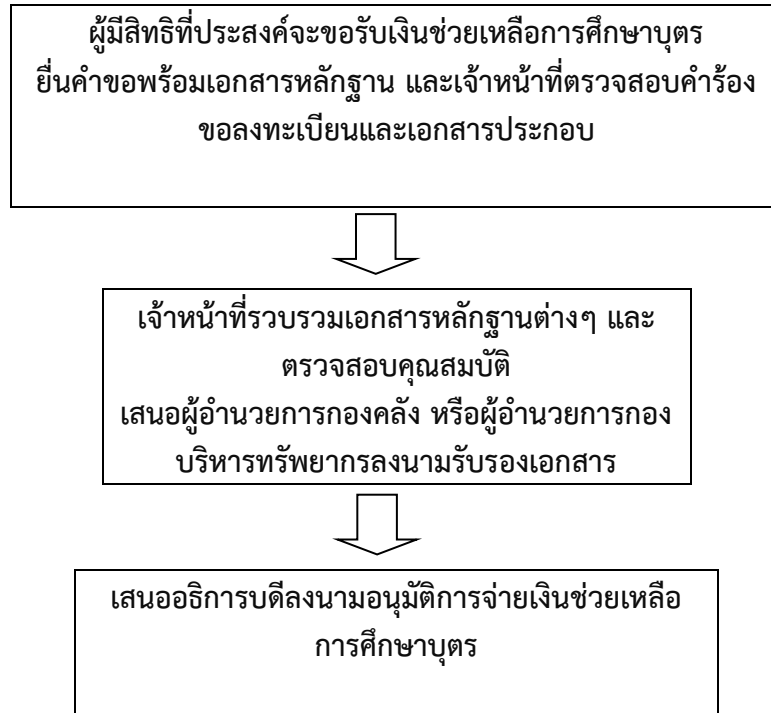 ผู้มีสิทธิที่ประสงค์จะขอรับเงินช่วยเหลือการศึกษาบุตร
ยื่นคำขอพร้อมเอกสารหลักฐาน และเจ้าหน้าที่ตรวจสอบคำร้อง
ขอลงทะเบียนและเอกสารประกอบ
เจ้าหน้าที่รวบรวมเอกสารหลักฐานต่างๆ และ
ตรวจสอบคุณสมบัติ
เสนอผู้อำนวยการกองคลัง หรือผู้อำนวยการกอง
บริหารทรัพยากรลงนามรับรองเอกสาร
เสนออธิการบดีลงนามอนุมัติการจ่ายเงินช่วยเหลือ
การศึกษาบุตร